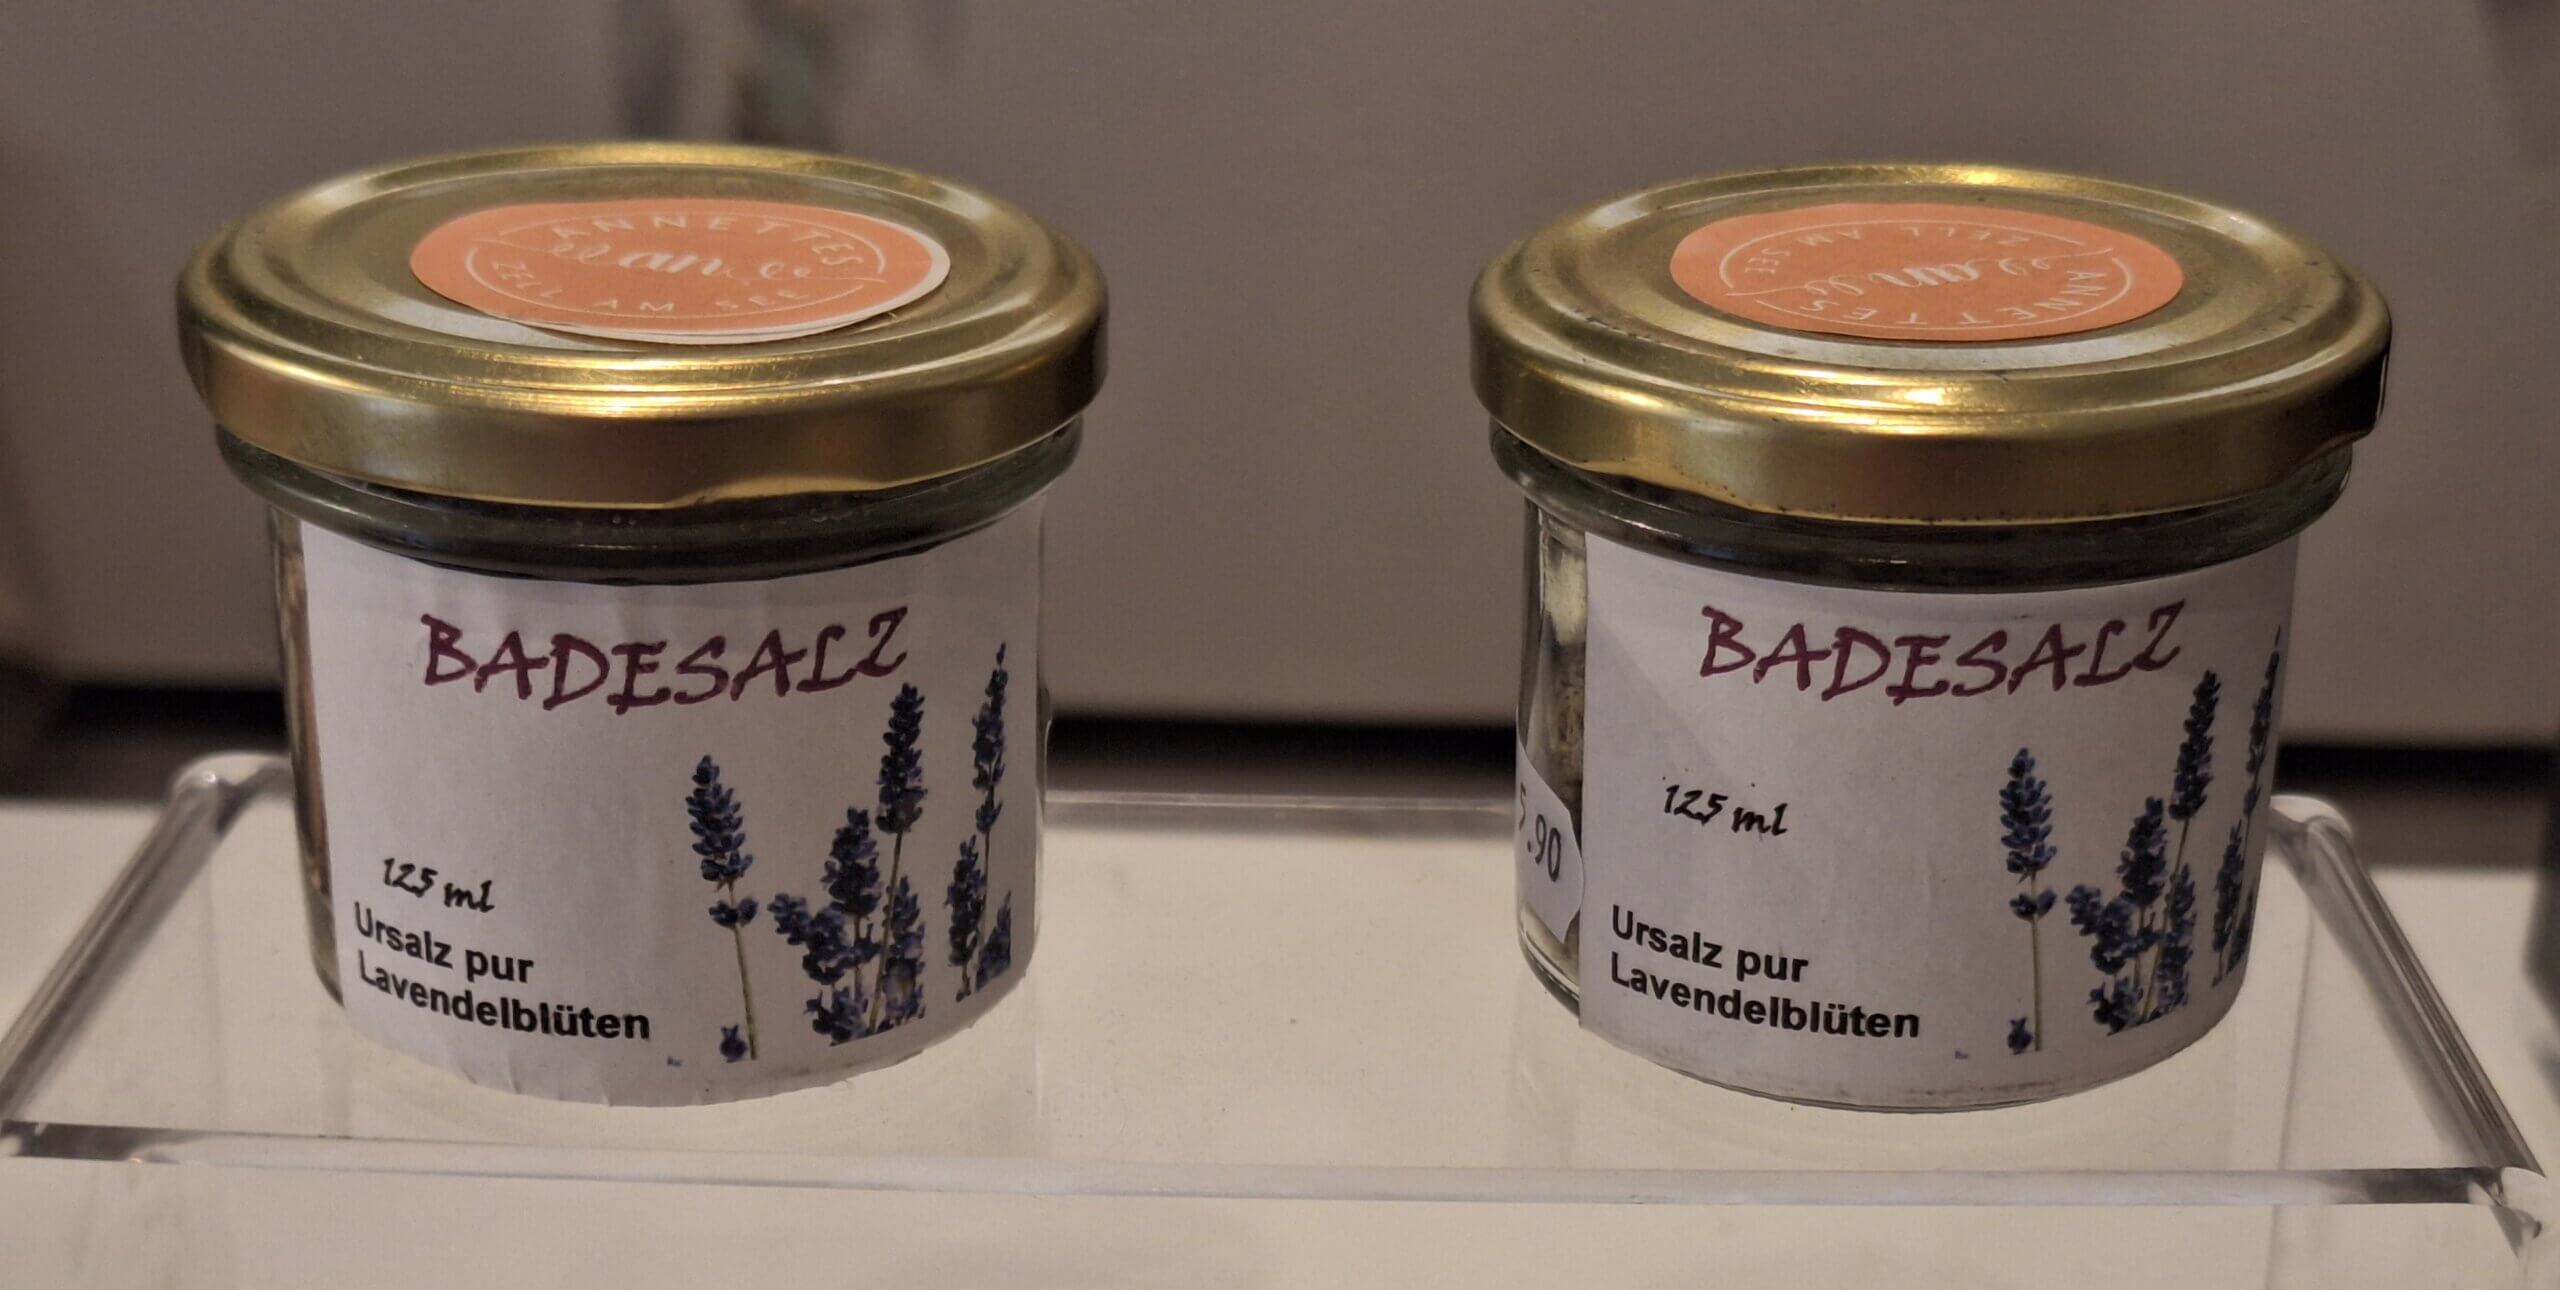 ANNETTES
ZELL AM SEE
BADESALZ
125 ml
Ursalz pur
Lavendelblüten
ZELL AM SEE
ANNETTES
BADESALZ
125 ml
.90
Ursalz pur
Lavendelblüten